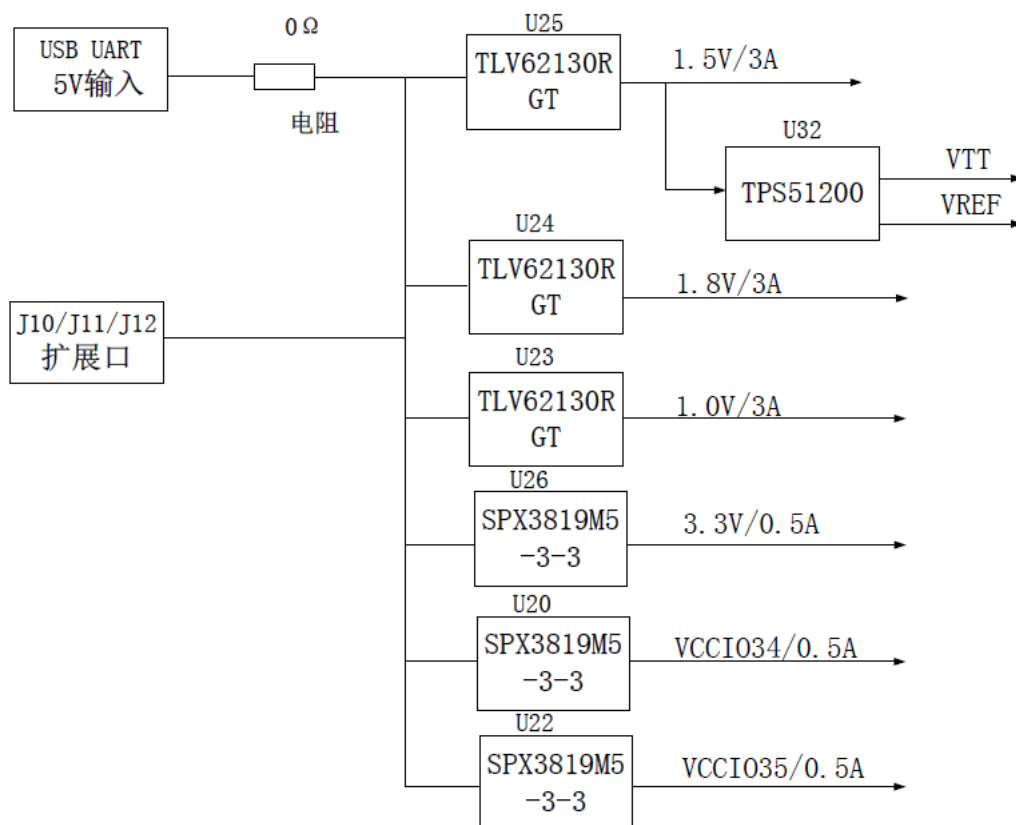 USB UART
5V输入
0Ω
电阻
U25
TLV62130R
GT
1.5V/3A
U32
TPS51200
VTT
VREF
U24
TLV62130R
GT
1.8V/3A
J10/J11/J12
扩展口
U23
TLV62130R
GT
1.0V/3A
U26
SPX3819M5
-3-3
3.3V/0.5A
U20
SPX3819M5
-3-3
VCCIO34/0.5A
U22
SPX3819M5
-3-3
VCCIO35/0.5A